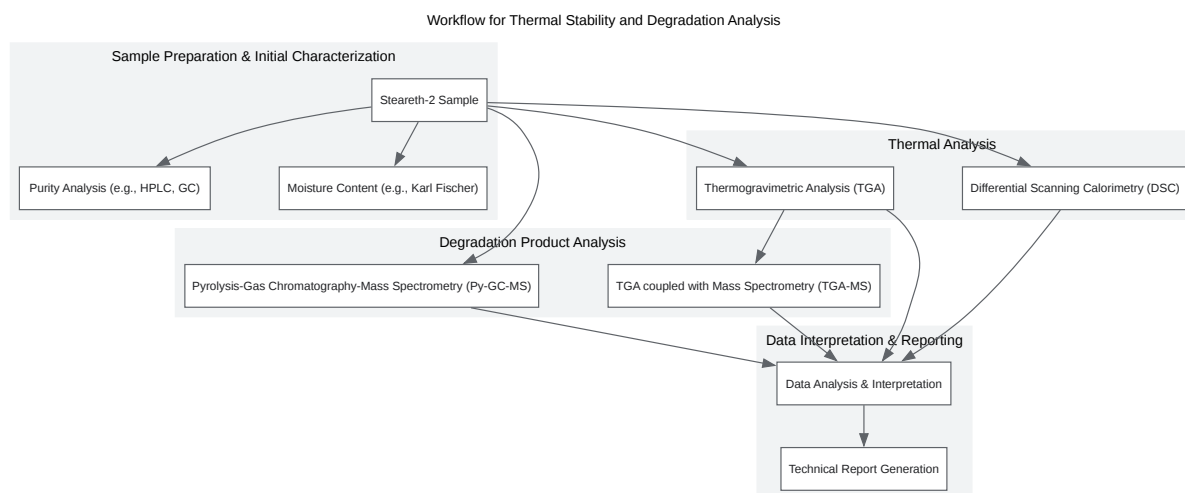 Workflow for Thermal Stability and Degradation Analysis
Sample Preparation & Initial Characterization
Steareth-2 Sample
Thermal Analysis
Purity Analysis (e.g., HPLC, GC)
Moisture Content (e.g., Karl Fischer)
Thermogravimetric Analysis (TGA)
Differential Scanning Calorimetry (DSC)
Degradation Product Analysis
Pyrolysis-Gas Chromatography-Mass Spectrometry (Py-GC-MS)
TGA coupled with Mass Spectrometry (TGA-MS)
Data Interpretation & Reporting
Data Analysis & Interpretation
Technical Report Generation